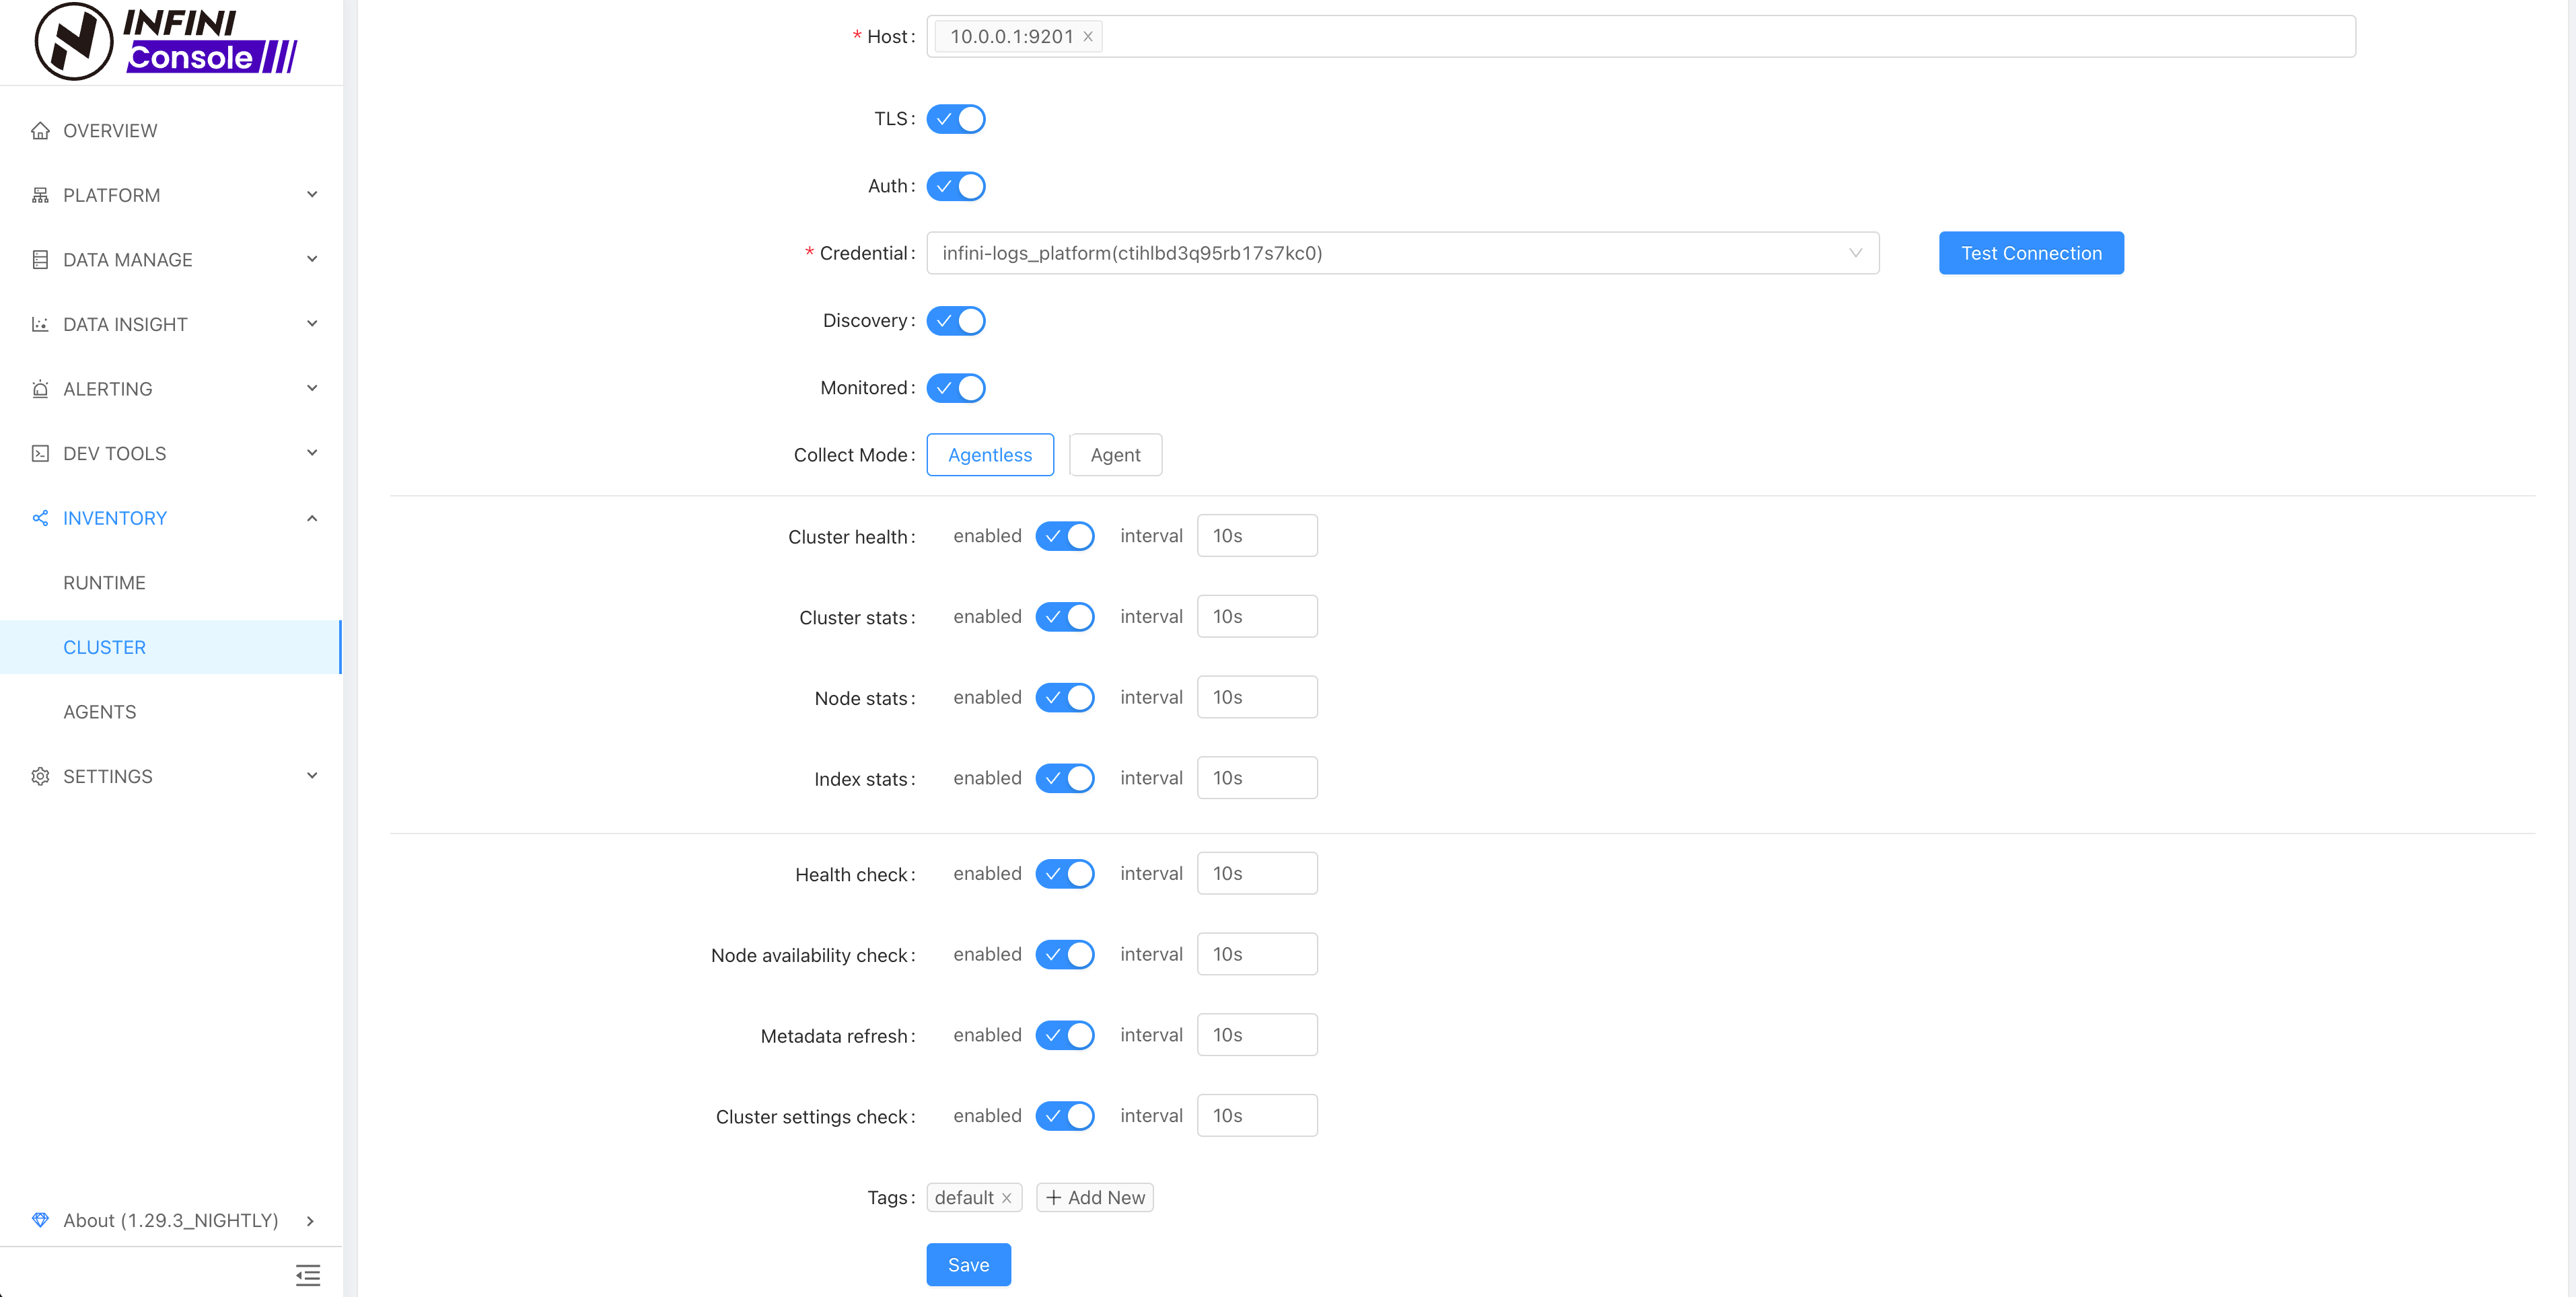 INFINI
Console
OVERVIEW
PLATFORM
DATA MANAGE
DATA INSIGHT
ALERTING
DEV TOOLS
INVENTORY
RUNTIME
CLUSTER
AGENTS
SETTINGS
About (1.29.3_NIGHTLY)
* Host: 10.0.0.1:9201
TLS:
Auth:
* Credential: infini-logs_platform(ctihlbd3q95rb17s7kc0) Test Connection
Discovery:
Monitored:
Collect Mode: Agentless Agent
Cluster health: enabled interval 10s
Cluster stats: enabled interval 10s
Node stats: enabled interval 10s
Index stats: enabled interval 10s
Health check: enabled interval 10s
Node availability check: enabled interval 10s
Metadata refresh: enabled interval 10s
Cluster settings check: enabled interval 10s
Tags: default + Add New
Save